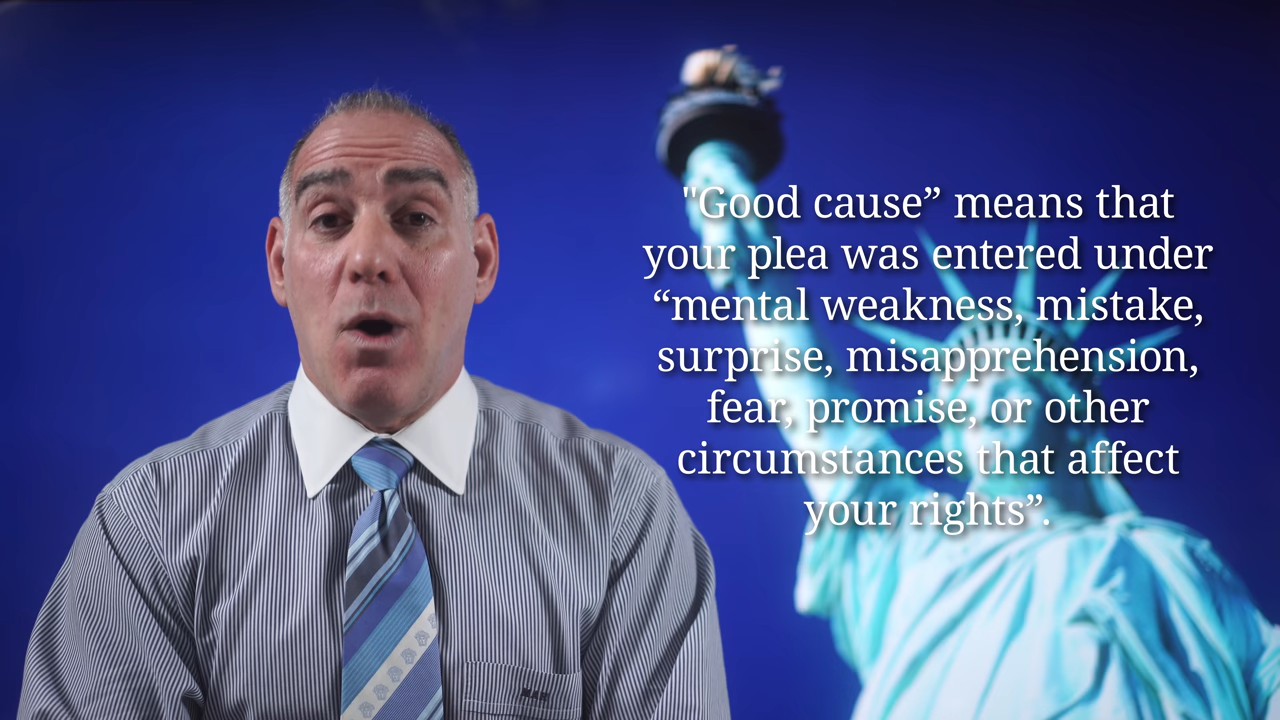 "Good cause” means that
your plea was entered under
“mental weakness, mistake,
surprise, misapprehension,
fear, promise, or other
circumstances that affect
your rights”.